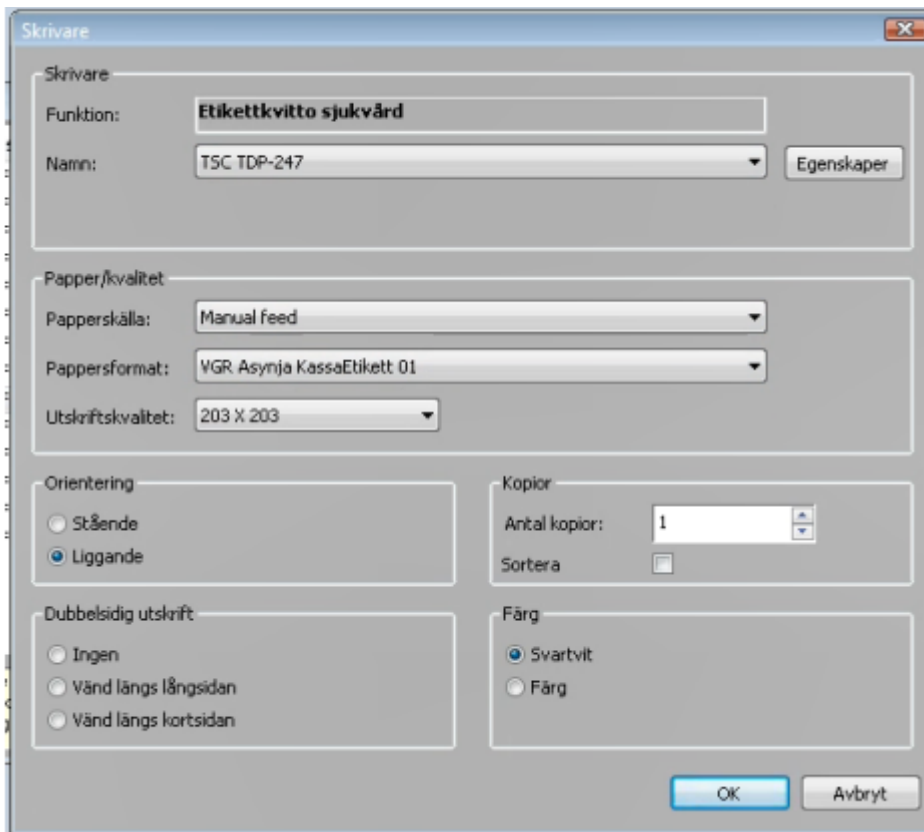 Skrivare
Skrivare
Funktion: Etikettkvitto sjukvård
Namn: TSC TDP-247 Egenskaper
Papper/kvalitet
Papperskälla: Manual feed
Pappersformat: VGR Asynja KassaEtikett 01
Utskriftskvalitet: 203 X 203
Orientering
Stående
Liggande
Kopior
Antal kopior: 1
Sortera
Dubbelsidig utskrift
Ingen
Vänd längs långsidan
Vänd längs kortsidan
Färg
Svartvit
Färg
OK Avbryt